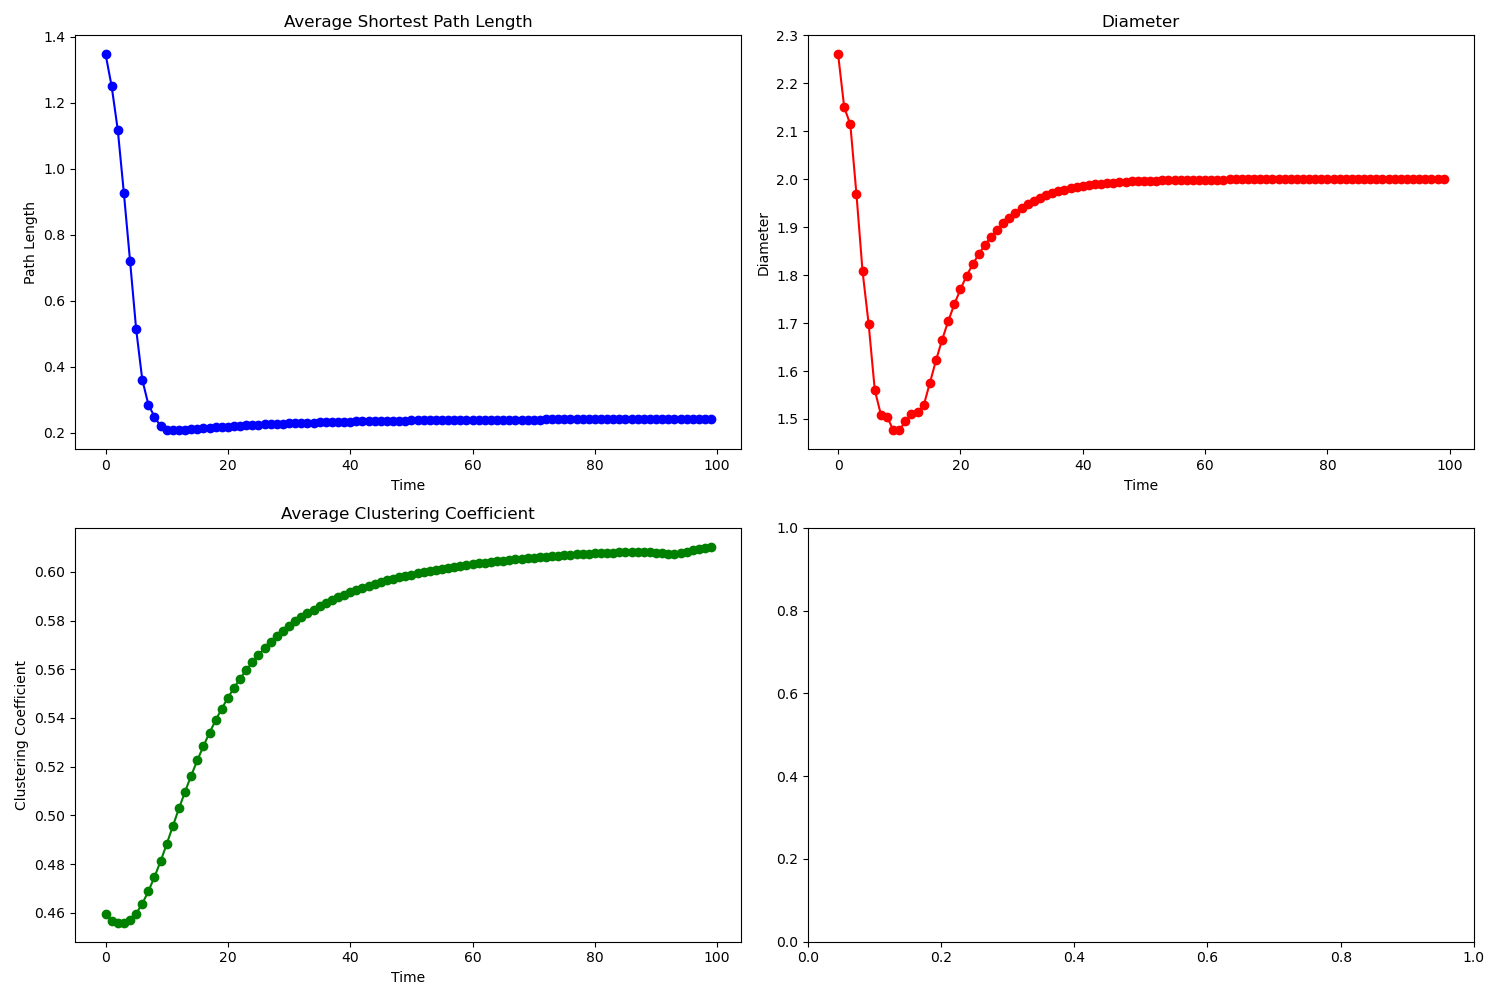 Average Shortest Path Length
Path Length
1.4
1.2
1.0
0.8
0.6
0.4
0.2
0 20 40 60 80 100
Time
Diameter
Diameter
2.3
2.2
2.1
2.0
1.9
1.8
1.7
1.6
1.5
0 20 40 60 80 100
Time
Average Clustering Coefficient
Clustering Coefficient
0.60
0.58
0.56
0.54
0.52
0.50
0.48
0.46
0 20 40 60 80 100
Time
1.0
0.8
0.6
0.4
0.2
0.0
0.0 0.2 0.4 0.6 0.8 1.0